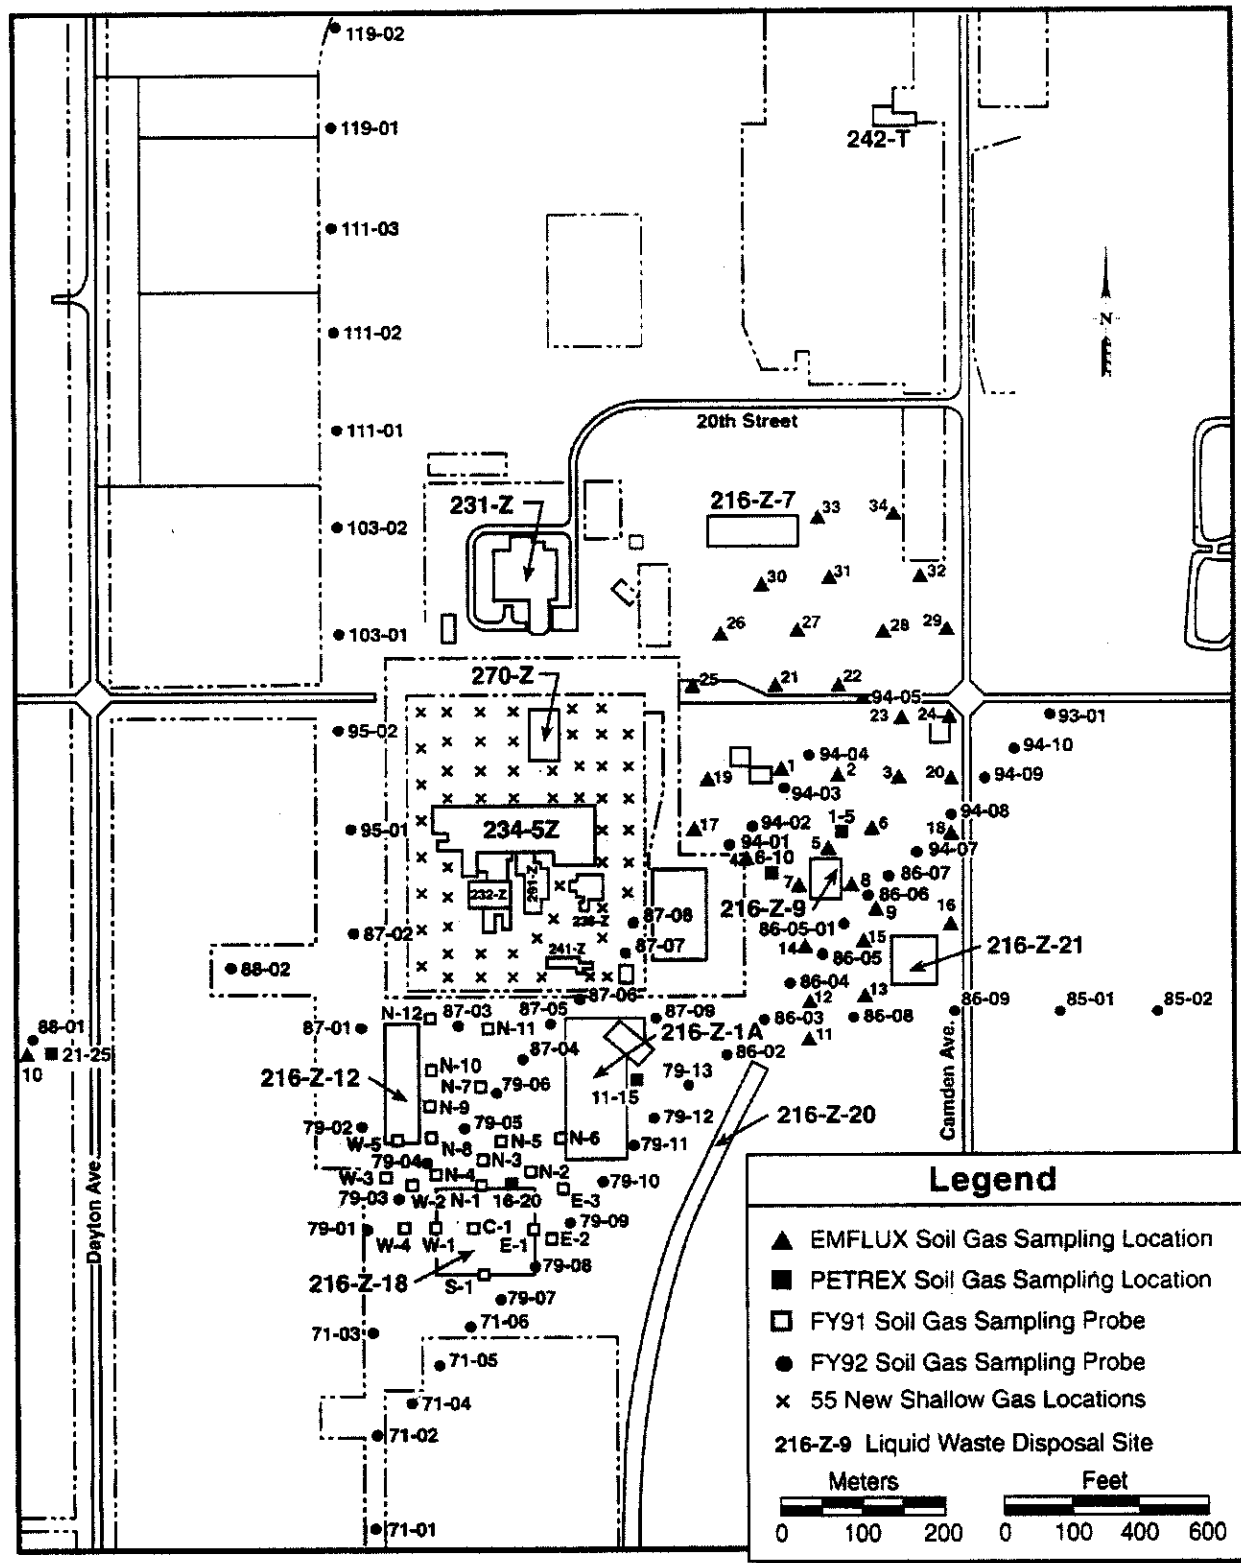 119-02
242-T
119-01
111-03
N
111-02
20th Street
111-01
231-Z
216-Z-7
33
34
103-02
30
31
32
26
27
28
29
103-01
270-Z
25
21
22
94-05
23
24
93-01
95-02
94-04
94-10
19
1
2
3
20
94-09
94-03
234-5Z
17
94-02
1-5
6
94-08
18
95-01
94-01
5
94-07
4
6-10
86-07
232-Z
291-Z
7
8
86-06
236-Z
216-Z-9
9
87-08
86-05-01
16
87-02
87-07
14
15
216-Z-21
241-Z
86-05
88-02
86-04
87-06
12
13
86-09
85-01
85-02
N-12
87-03
87-05
87-09
88-01
87-01
N-11
86-03
86-08
216-Z-1A
11
10
21-25
87-04
86-02
216-Z-12
N-10
N-7
79-06
79-13
11-15
N-9
216-Z-20
79-12
Camden Ave.
79-02
79-05
W-5
N-8
N-5
N-6
79-11
79-04
N-3
W-3
N-4
N-2
79-10
79-03
W-2
N-1
16-20
E-3
79-01
W-4
W-1
C-1
E-1
79-09
E-2
Dayton Ave
216-Z-18
S-1
79-08
79-07
71-03
71-06
71-05
71-04
71-02
71-01
Legend
EMFLUX Soil Gas Sampling Location
PETREX Soil Gas Sampling Location
FY91 Soil Gas Sampling Probe
FY92 Soil Gas Sampling Probe
55 New Shallow Gas Locations
216-Z-9 Liquid Waste Disposal Site
Meters
Feet
0 100 200
0 100 400 600